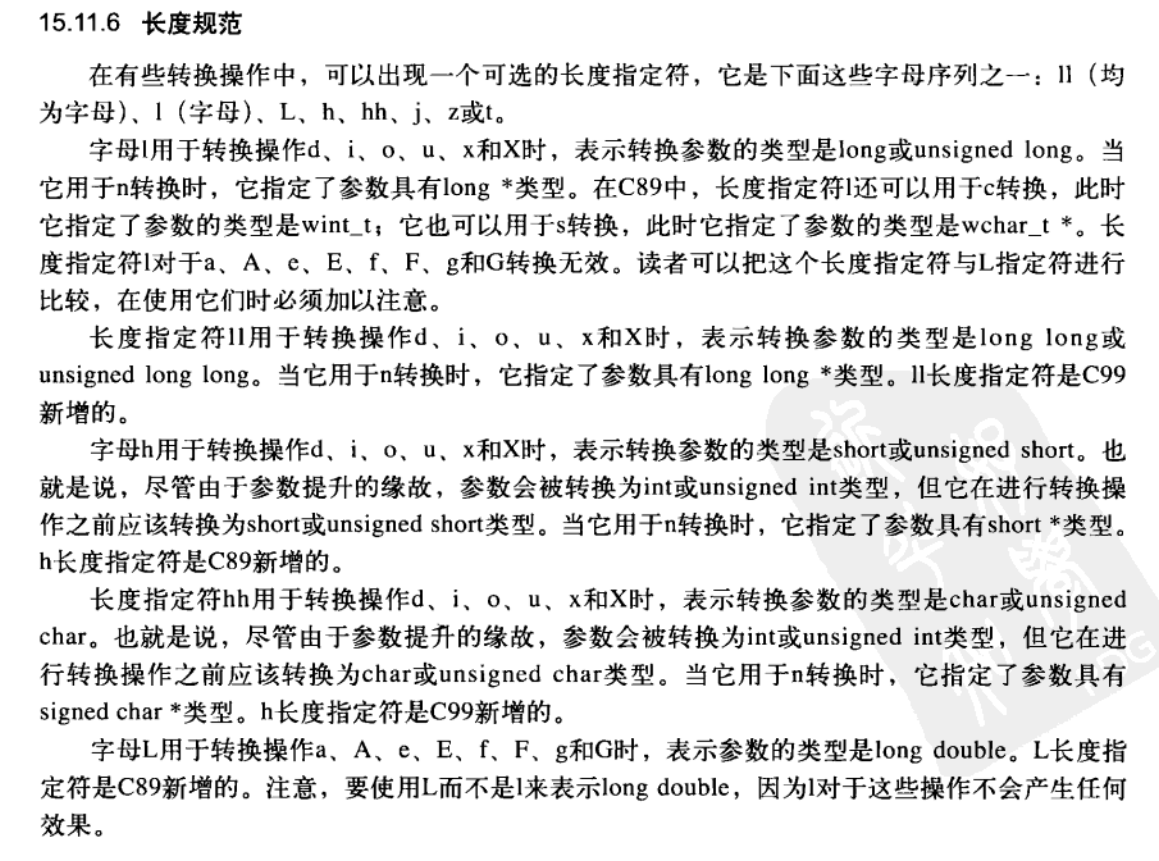 15.11.6 长度规范
在有些转换操作中，可以出现一个可选的长度指定符，它是下面这些字母序列之一：ll（均
为字母）、l（字母）、L、h、hh、j、z或t。
字母l用于转换操作d、i、o、u、x和X时，表示转换参数的类型是long或unsigned long。当
它用于n转换时，它指定了参数具有long *类型。在C89中，长度指定符l还可以用于c转换，此时
它指定了参数的类型是wint_t；它也可以用于s转换，此时它指定了参数的类型是wchar_t *。长
度指定符l对于a、A、e、E、f、F、g和G转换无效。读者可以把这个长度指定符与L指定符进行
比较，在使用它们时必须加以注意。
长度指定符ll用于转换操作d、i、o、u、x和X时，表示转换参数的类型是long long或
unsigned long long。当它用于n转换时，它指定了参数具有long long *类型。ll长度指定符是C99
新增的。
字母h用于转换操作d、i、o、u、x和X时，表示转换参数的类型是short或unsigned short。也
就是说，尽管由于参数提升的缘故，参数会被转换为int或unsigned int类型，但它在进行转换操
作之前应该转换为short或unsigned short类型。当它用于n转换时，它指定了参数具有short *类型。
h长度指定符是C89新增的。
长度指定符hh用于转换操作d、i、o、u、x和X时，表示转换参数的类型是char或unsigned
char。也就是说，尽管由于参数提升的缘故，参数会被转换为int或unsigned int类型，但它在进
行转换操作之前应该转换为char或unsigned char类型。当它用于n转换时，它指定了参数具有
signed char *类型。h长度指定符是C99新增的。
字母L用于转换操作a、A、e、E、f、F、g和G时，表示参数的类型是long double。L长度指
定符是C89新增的。注意，要使用L而不是l来表示long double，因为l对于这些操作不会产生任何
效果。